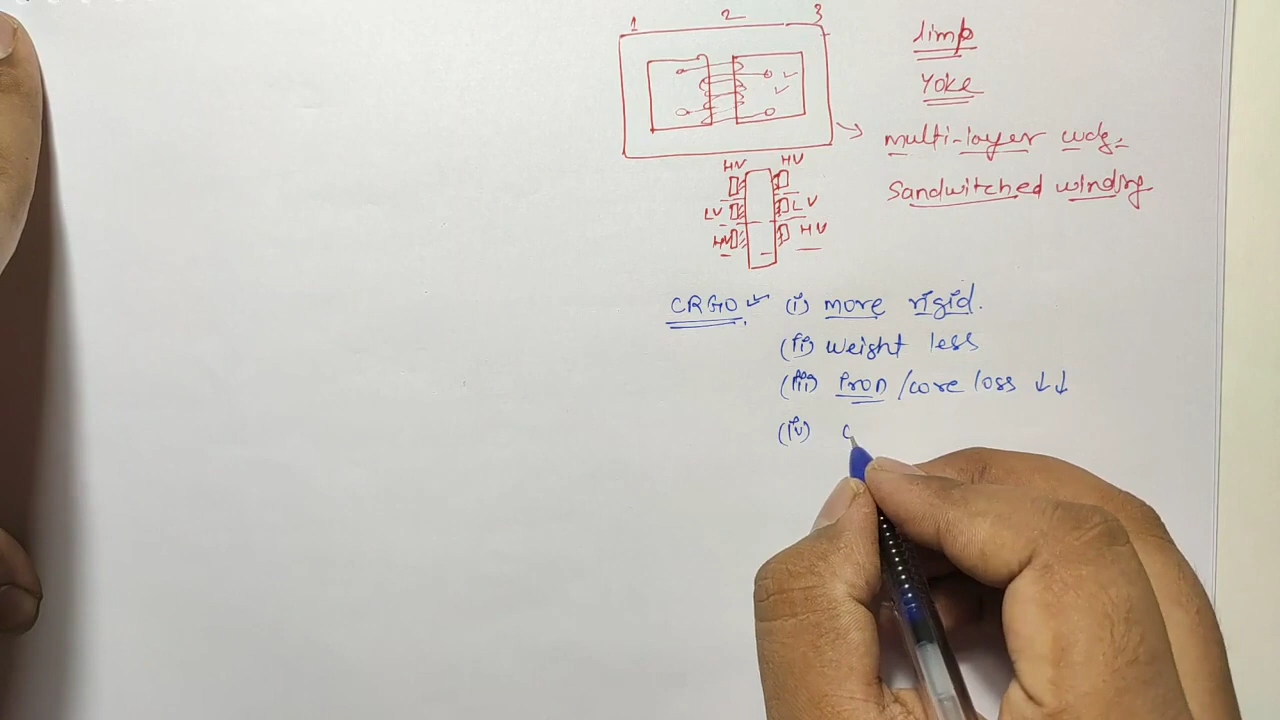 1 2 3
limb
Yoke
multi-layer wdg.
Sandwitched winding
HV HV
LV LV
HV HV
CRGO ✓ (i) more rigid.
(ii) weight less
(iii) Iron /core loss ↓↓
(iv)